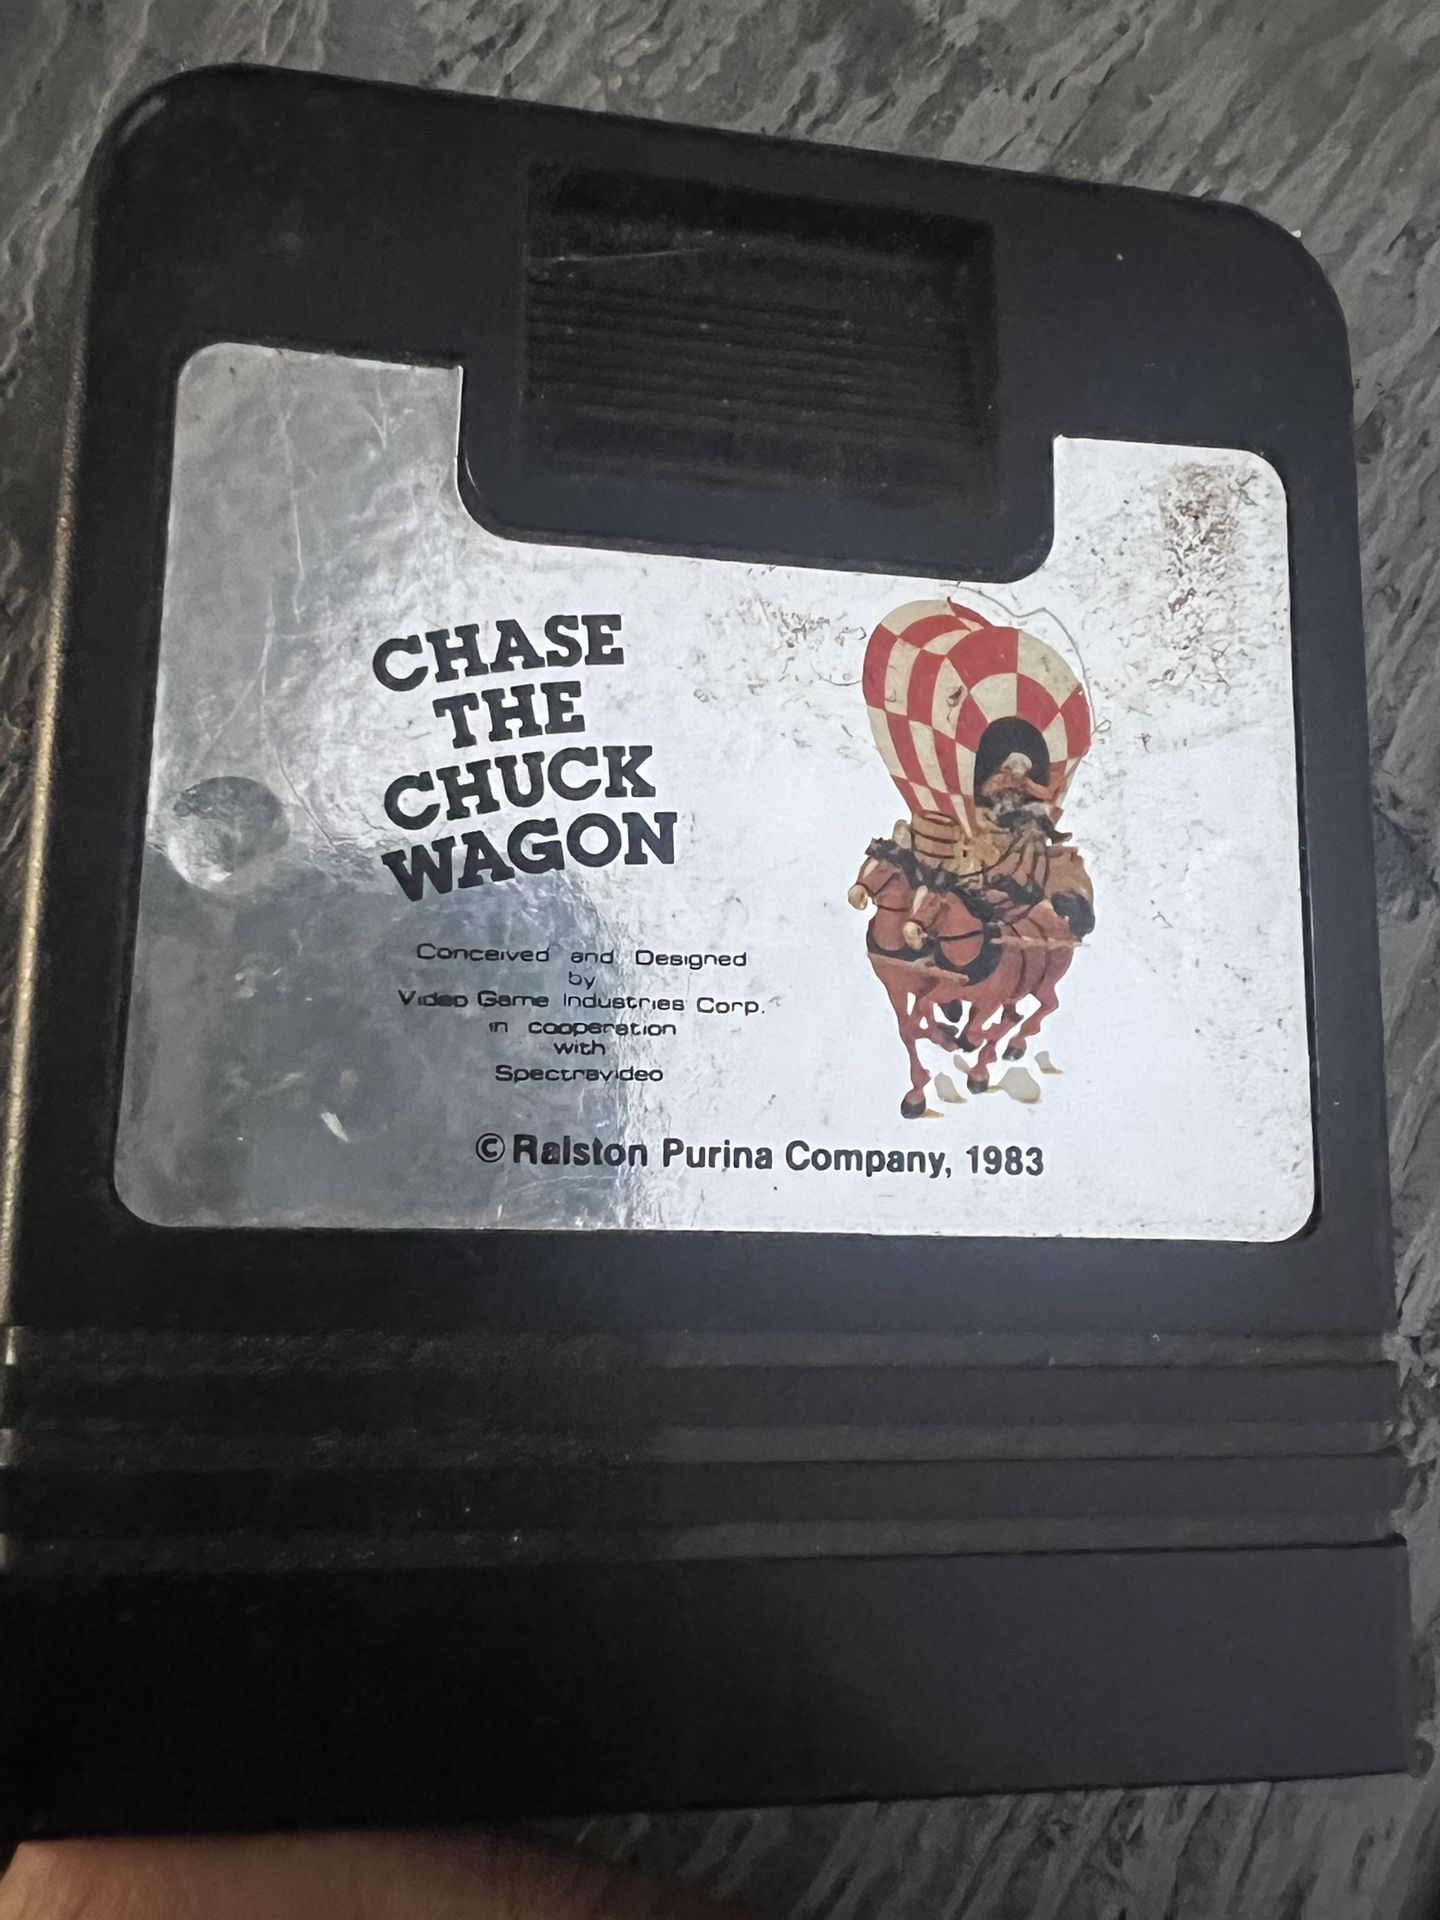 CHASE
THE
CHUCK
WAGON
Conceived and Designed
by
Video Game Industries Corp.
in cooperation
with
Spectravideo
© Ralston Purina Company, 1983